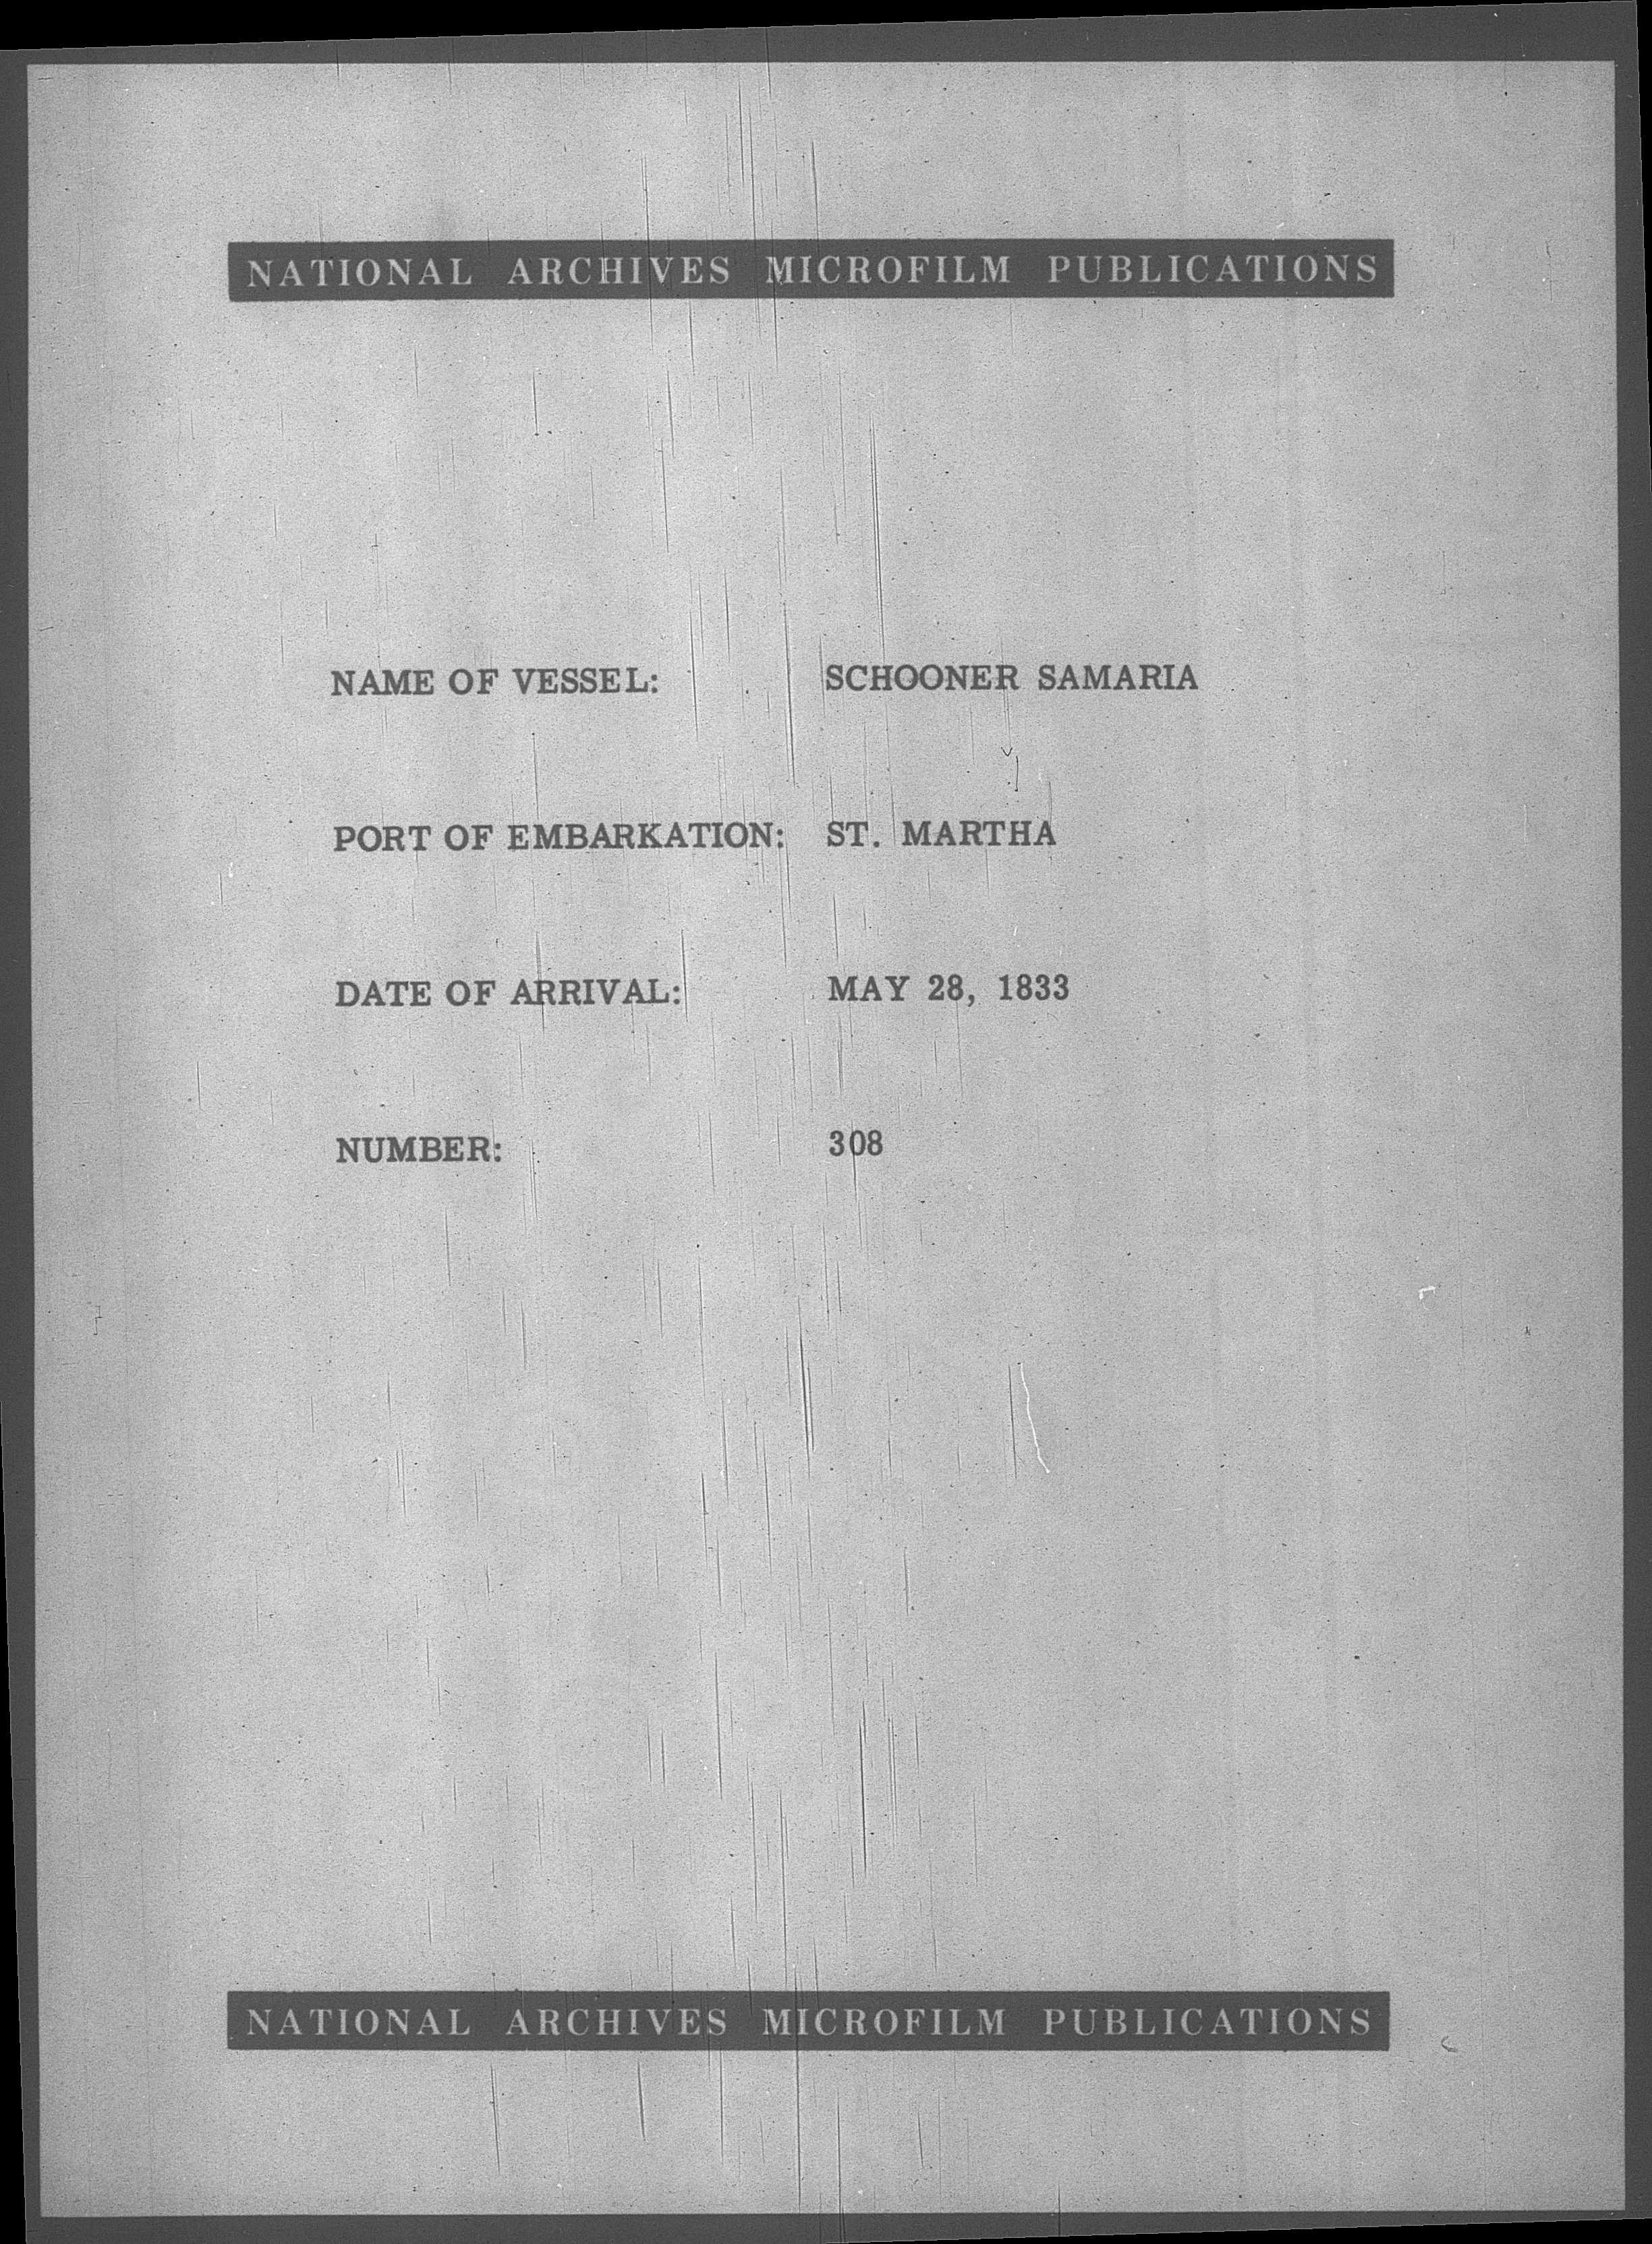 NATIONAL ARCHIVES MICROFILM PUBLICATIONS
NAME OF VESSEL: SCHOONER SAMARIA
PORT OF EMBARKATION: ST. MARTHA
DATE OF ARRIVAL: MAY 28, 1833
NUMBER: 308
NATIONAL ARCHIVES MICROFILM PUBLICATIONS